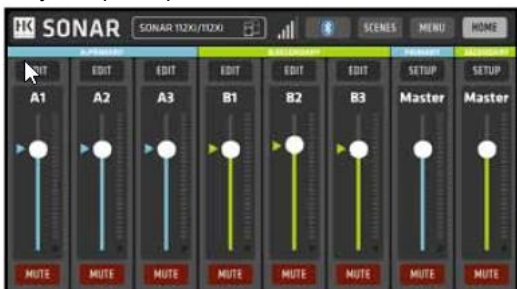 HK SONAR SONAR 112XI/112XI SCENES MENU HOME
A-PRIMARY B-SECONDARY PRIMARY SECONDARY
EDIT EDIT EDIT EDIT EDIT EDIT SETUP SETUP
A1 A2 A3 B1 B2 B3 Master Master
MUTE MUTE MUTE MUTE MUTE MUTE MUTE MUTE